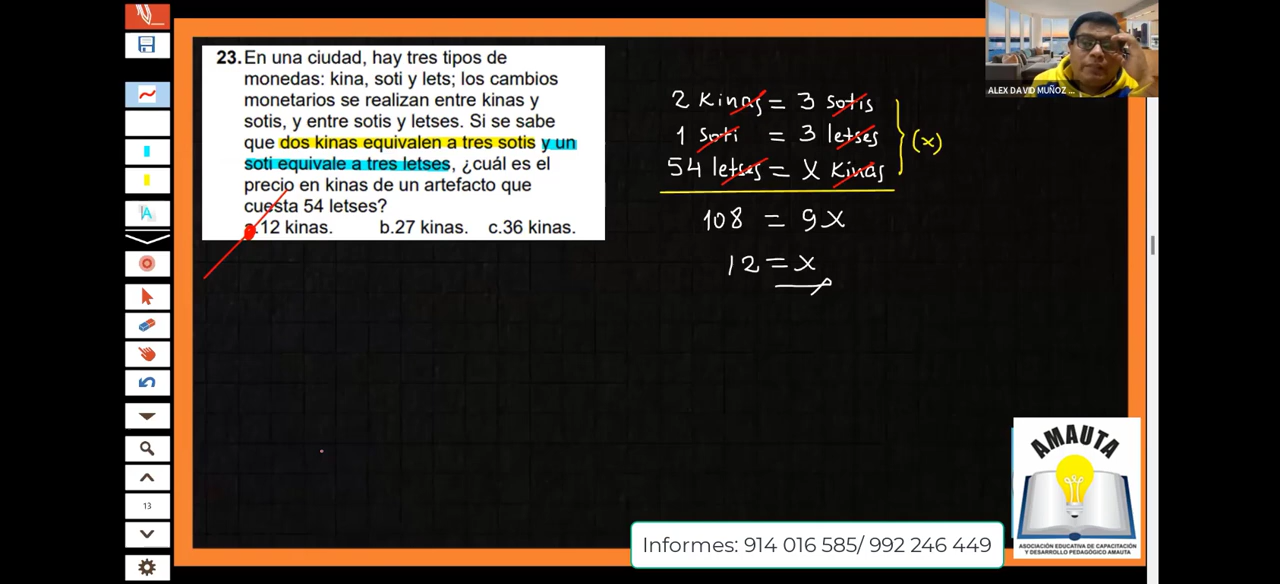 23. En una ciudad, hay tres tipos de
monedas: kina, soti y lets; los cambios
monetarios se realizan entre kinas y
sotis, y entre sotis y letses. Si se sabe
que dos kinas equivalen a tres sotis y un
soti equivale a tres letses, ¿cuál es el
precio en kinas de un artefacto que
cuesta 54 letses?
a.12 kinas. b.27 kinas. c.36 kinas.
2 Kinas = 3 sotis
1 soti = 3 letses
54 letses = X Kinas
(x)
108 = 9x
12 = x
ALEX DAVID MUÑOZ ...
A
13
AMAUTA
ASOCIACIÓN EDUCATIVA DE CAPACITACIÓN
Y DESARROLLO PEDAGÓGICO AMAUTA
Informes: 914 016 585/ 992 246 449